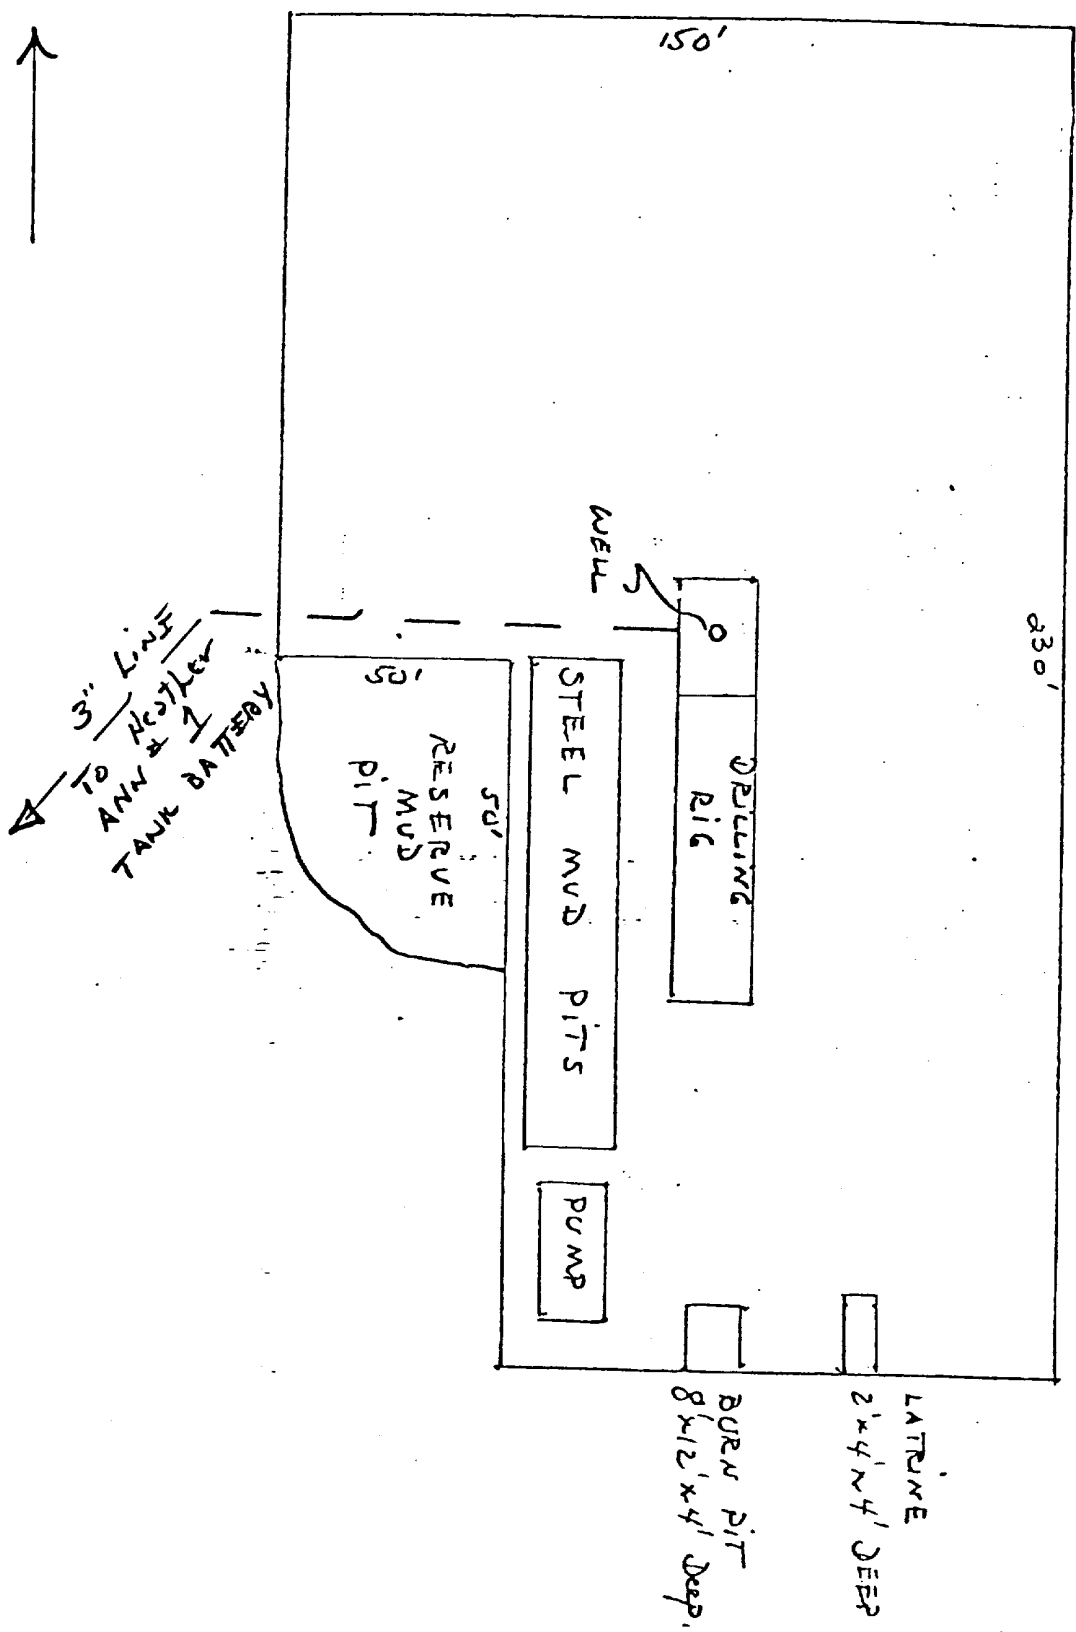 150'
230'
WELL
DRILLING
RIG
STEEL MUD PITS
50'
50'
RESERVE
MUD
PIT
3" LINE
TO
ANN # 1
TANK BATTERY
PUMP
LATRINE
2'x4'x4' DEEP
BURN PIT
8'x12'x4' Deep.